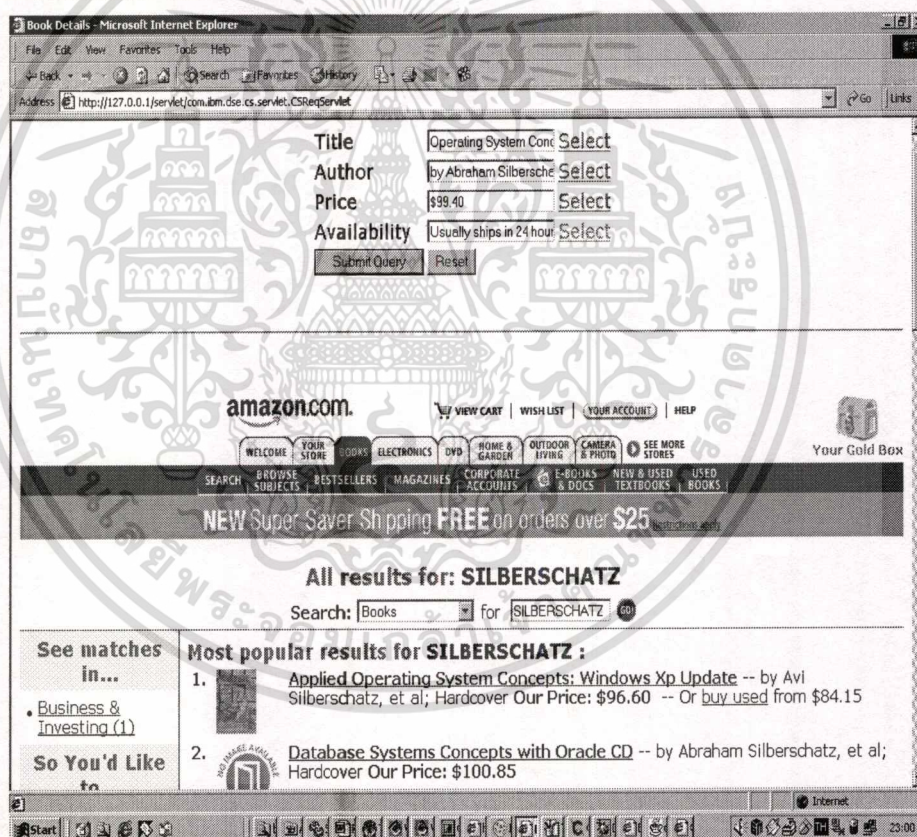 Book Details - Microsoft Internet Explorer
File Edit View Favorites Tools Help
Back Search Favorites History
Address http://127.0.0.1/servlet/com.ibm.dse.cs.servlet.CSReqServlet Go Links
Title Operating System Conc Select
Author by Abraham Silbersche Select
Price $99.40 Select
Availability Usually ships in 24 hour Select
Submit Query Reset
amazon.com. VIEW CART | WISH LIST | YOUR ACCOUNT | HELP
WELCOME YOUR STORE BOOKS ELECTRONICS DVD HOME & GARDEN OUTDOOR LIVING CAMERA & PHOTO SEE MORE STORES
Your Gold Box
SEARCH BROWSE SUBJECTS BESTSELLERS MAGAZINES CORPORATE ACCOUNTS E-BOOKS & DOCS NEW & USED TEXTBOOKS USED BOOKS
NEW Super Saver Shipping FREE on orders over $25 Restrictions apply
All results for: SILBERSCHATZ
Search: Books for SILBERSCHATZ GO!
See matches in...
Business & Investing (1)
So You'd Like to
Most popular results for SILBERSCHATZ :
1. Applied Operating System Concepts: Windows Xp Update -- by Avi
Silberschatz, et al; Hardcover Our Price: $96.60 -- Or buy used from $84.15
2. Database Systems Concepts with Oracle CD -- by Abraham Silberschatz, et al;
Hardcover Our Price: $100.85
NO IMAGE AVAILABLE
Internet
Start 23:00